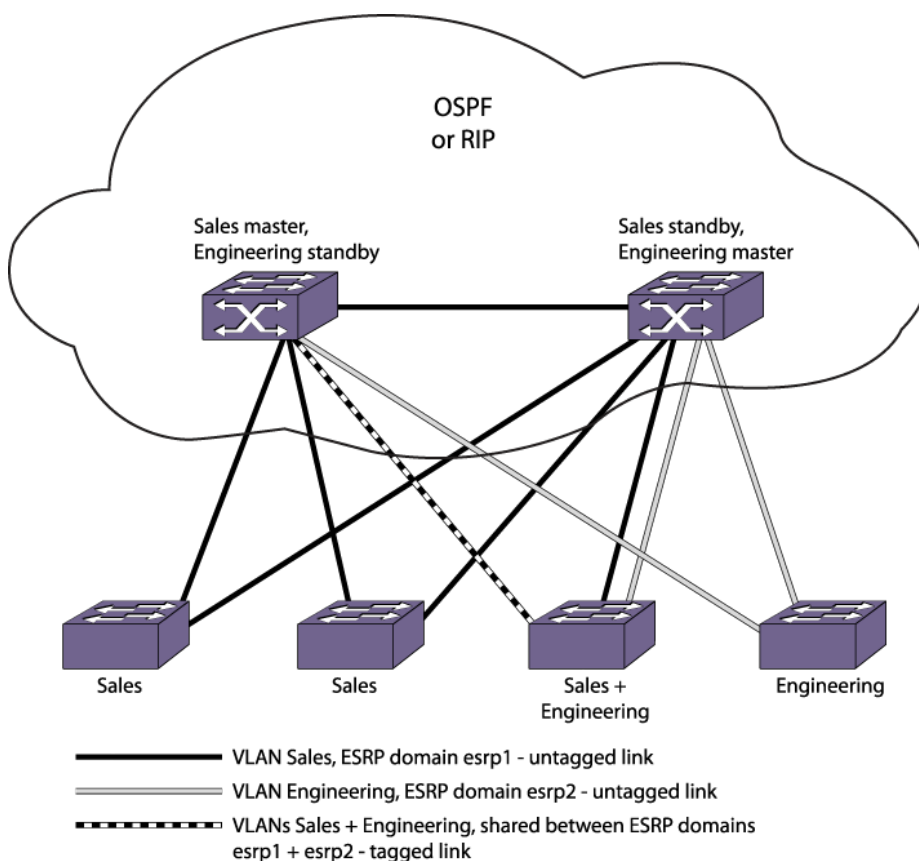 OSPF
or RIP
Sales master,
Engineering standby
Sales standby,
Engineering master
Sales
Sales
Sales +
Engineering
Engineering
VLAN Sales, ESRP domain esrp1 - untagged link
VLAN Engineering, ESRP domain esrp2 - untagged link
VLANs Sales + Engineering, shared between ESRP domains
esrp1 + esrp2 - tagged link